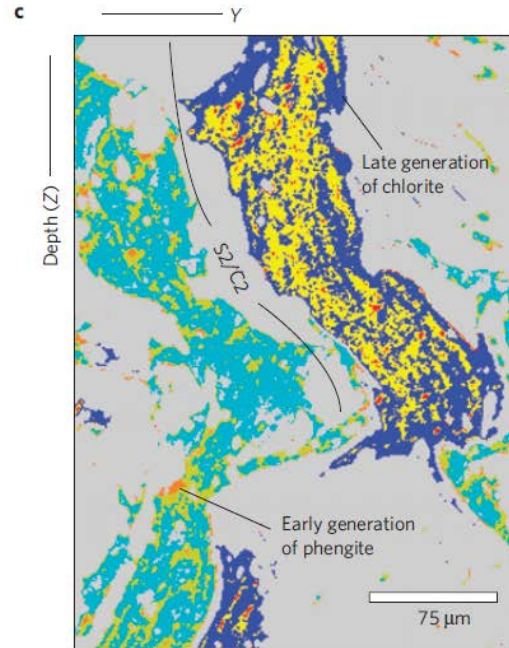 c
Y
Depth (Z)
Late generation
of chlorite
S2/C2
Early generation
of phengite
75 µm